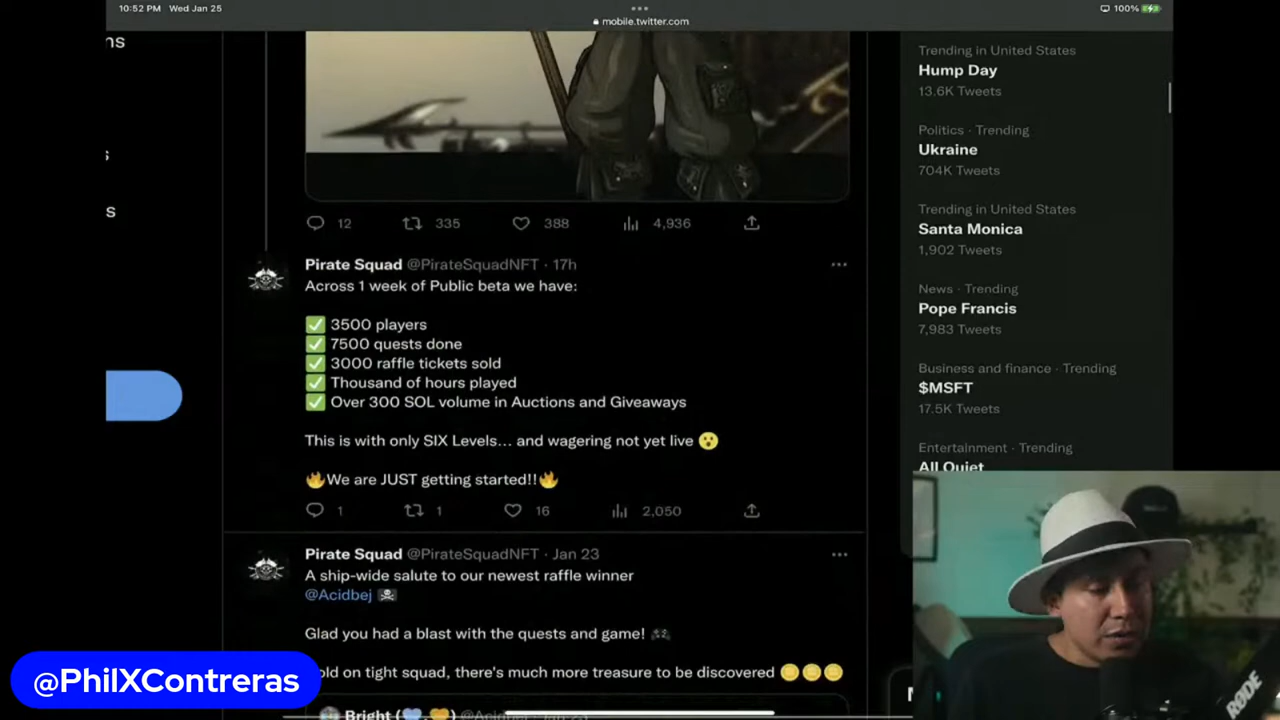 10:52 PM Wed Jan 25
mobile.twitter.com
100%
ns
s
s
12 335 388 4,936
Pirate Squad @PirateSquadNFT · 17h
Across 1 week of Public beta we have:
✅ 3500 players
✅ 7500 quests done
✅ 3000 raffle tickets sold
✅ Thousand of hours played
✅ Over 300 SOL volume in Auctions and Giveaways
This is with only SIX Levels... and wagering not yet live 😮
🔥We are JUST getting started!!🔥
1 1 16 2,050
Pirate Squad @PirateSquadNFT · Jan 23
A ship-wide salute to our newest raffle winner
@Acidbej ☠️
Glad you had a blast with the quests and game! 🎮
old on tight squad, there's much more treasure to be discovered 🪙🪙🪙
Bright (💙,🧡) @Acidbej · Jan 23
Trending in United States
Hump Day
13.6K Tweets
Politics · Trending
Ukraine
704K Tweets
Trending in United States
Santa Monica
1,902 Tweets
News · Trending
Pope Francis
7,983 Tweets
Business and finance · Trending
$MSFT
17.5K Tweets
Entertainment · Trending
All Quiet
@PhilXContreras
RØDE